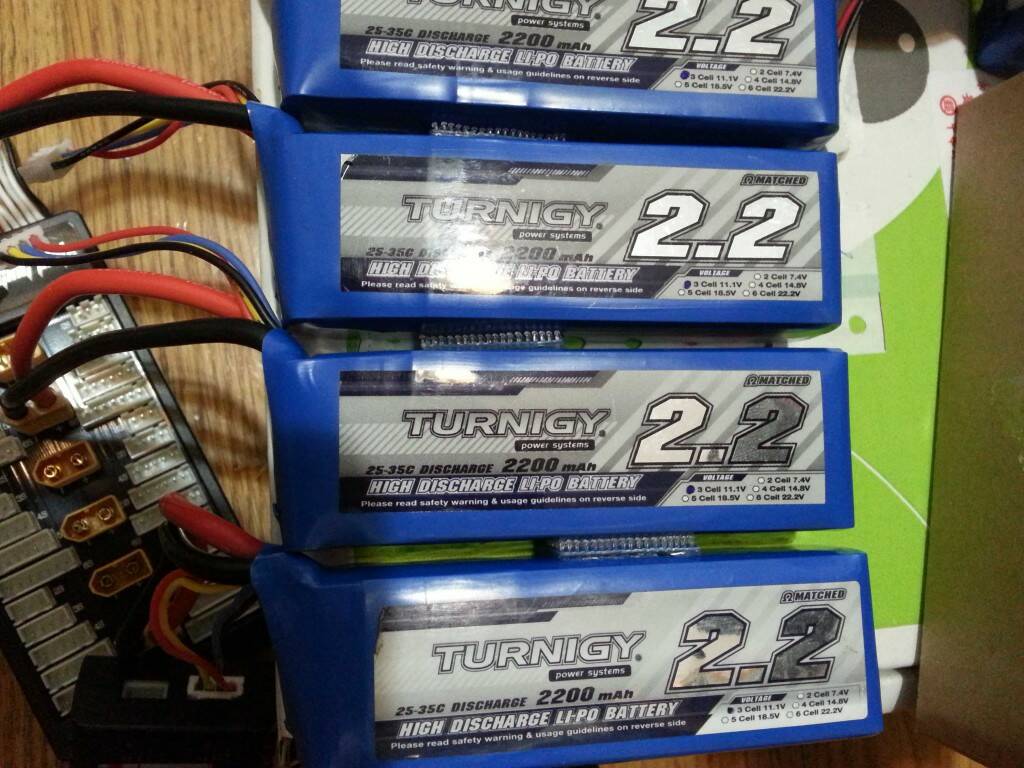 TURNIGY
power systems
25-35C DISCHARGE 2200 mAh
HIGH DISCHARGE LI-PO BATTERY
Please read safety warning & usage guidelines on reverse side
2.2
VOLTAGE
2 Cell 7.4V
3 Cell 11.1V 4 Cell 14.8V
5 Cell 18.5V 6 Cell 22.2V
ΩMATCHED
TURNIGY
power systems
25-35C DISCHARGE 2200 mAh
HIGH DISCHARGE LI-PO BATTERY
Please read safety warning & usage guidelines on reverse side
2.2
VOLTAGE
2 Cell 7.4V
3 Cell 11.1V 4 Cell 14.8V
5 Cell 18.5V 6 Cell 22.2V
ΩMATCHED
TURNIGY
power systems
25-35C DISCHARGE 2200 mAh
HIGH DISCHARGE LI-PO BATTERY
Please read safety warning & usage guidelines on reverse side
2.2
VOLTAGE
2 Cell 7.4V
3 Cell 11.1V 4 Cell 14.8V
5 Cell 18.5V 6 Cell 22.2V
ΩMATCHED
TURNIGY
power systems
25-35C DISCHARGE 2200 mAh
HIGH DISCHARGE LI-PO BATTERY
Please read safety warning & usage guidelines on reverse side
2.2
VOLTAGE
2 Cell 7.4V
3 Cell 11.1V 4 Cell 14.8V
5 Cell 18.5V 6 Cell 22.2V